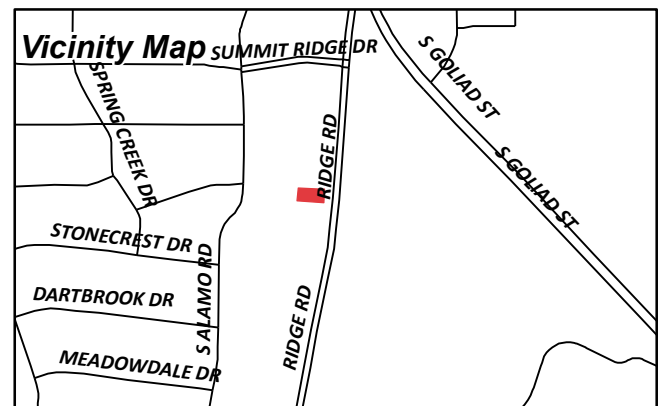 Vicinity Map
SUMMIT RIDGE DR
S GOLIAD ST
SPRING CREEK DR
RIDGE RD
S GOLIAD ST
STONECREST DR
S ALAMO RD
DARTBROOK DR
RIDGE RD
MEADOWDALE DR